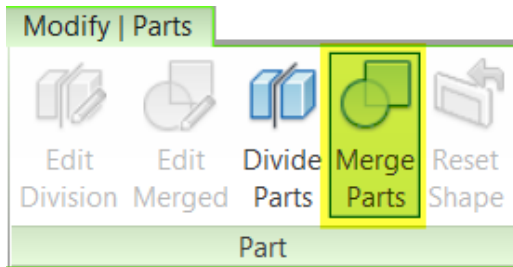 Modify | Parts
Edit Division
Edit Merged
Divide Parts
Merge Parts
Reset Shape
Part